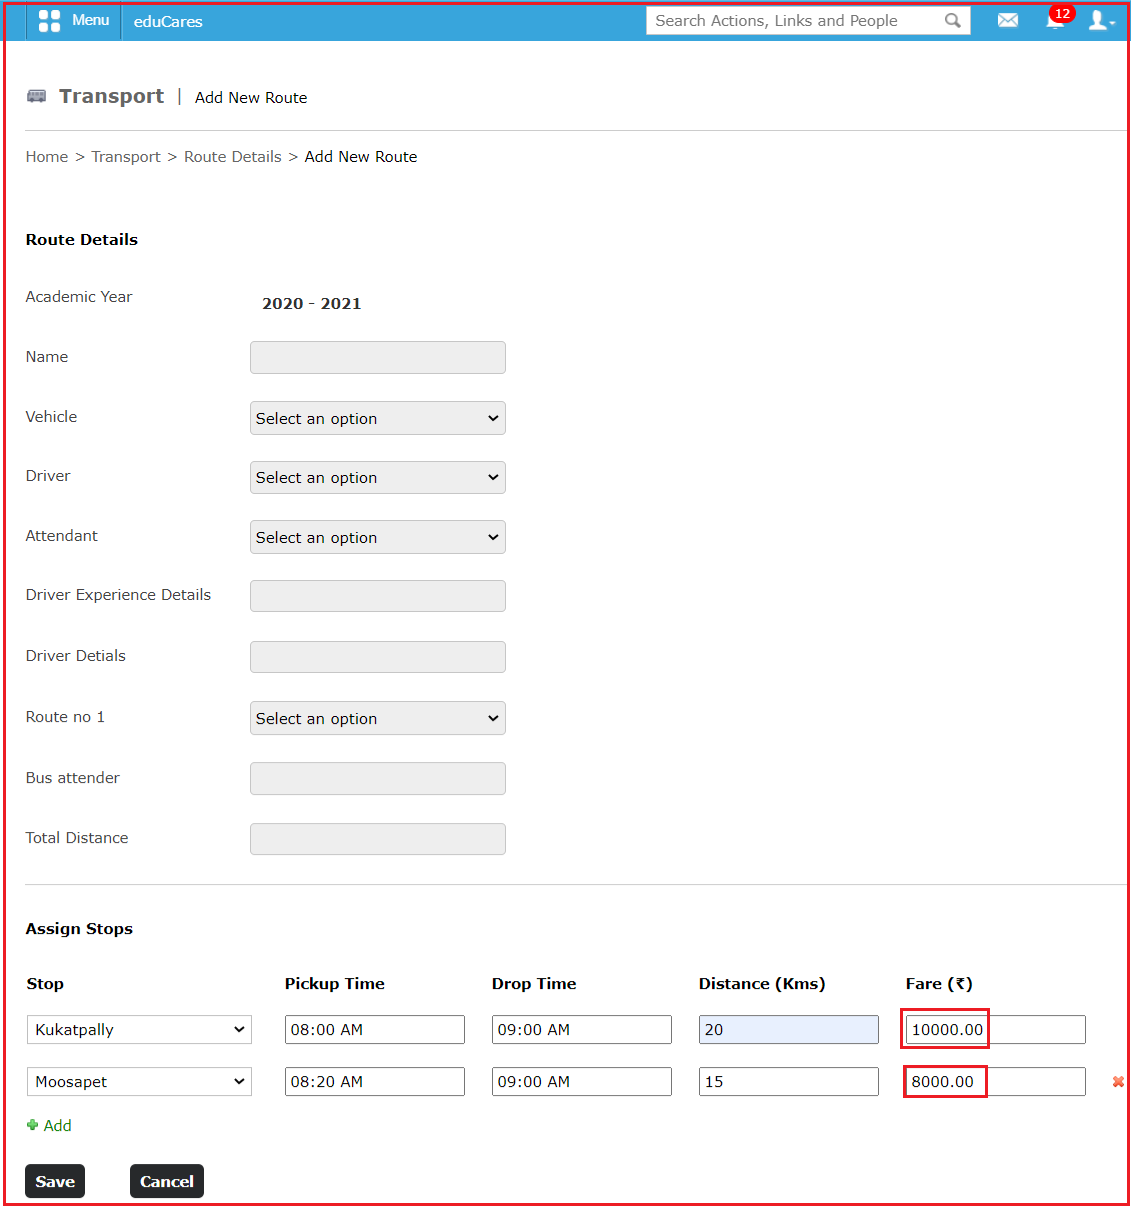 Menu eduCares Search Actions, Links and People 12
Transport | Add New Route
Home > Transport > Route Details > Add New Route
Route Details
Academic Year 2020 - 2021
Name
Vehicle Select an option
Driver Select an option
Attendant Select an option
Driver Experience Details
Driver Detials
Route no 1 Select an option
Bus attender
Total Distance
Assign Stops
Stop Pickup Time Drop Time Distance (Kms) Fare (₹)
Kukatpally 08:00 AM 09:00 AM 20 10000.00
Moosapet 08:20 AM 09:00 AM 15 8000.00
Add
Save Cancel